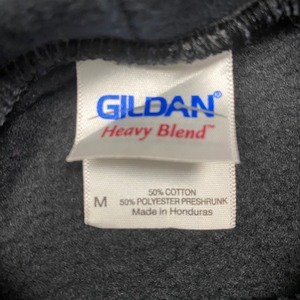 GILDAN®
Heavy Blend™
50% COTTON
M 50% POLYESTER PRESHRUNK
Made in Honduras